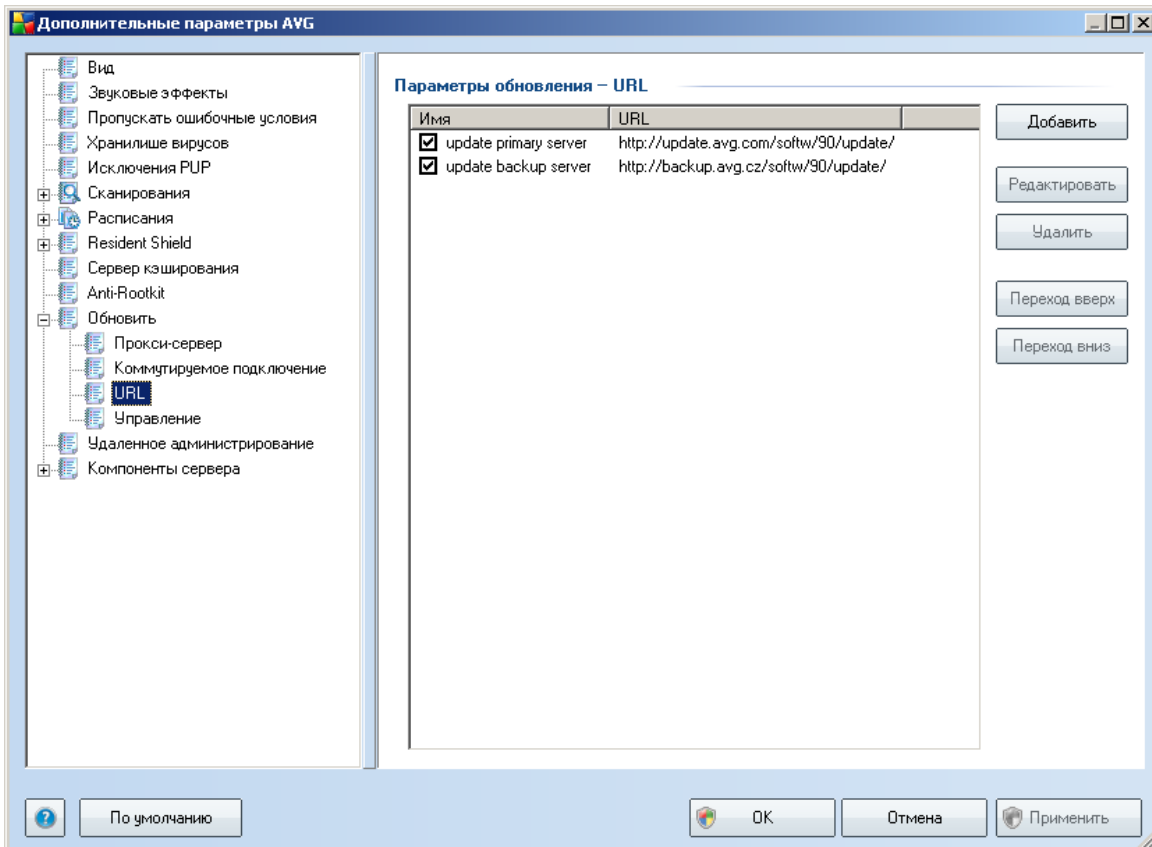 Дополнительные параметры AVG
Вид
Звуковые эффекты
Пропускать ошибочные условия
Хранилише вирусов
Исключения PUP
Сканирования
Расписания
Resident Shield
Сервер кэширования
Anti-Rootkit
Обновить
Прокси-сервер
Коммутируемое подключение
URL
Управление
Удаленное администрирование
Компоненты сервера
Параметры обновления – URL
Имя URL
update primary server http://update.avg.com/softw/90/update/
update backup server http://backup.avg.cz/softw/90/update/
Добавить
Редактировать
Удалить
Переход вверх
Переход вниз
По умолчанию
OK
Отмена
Применить